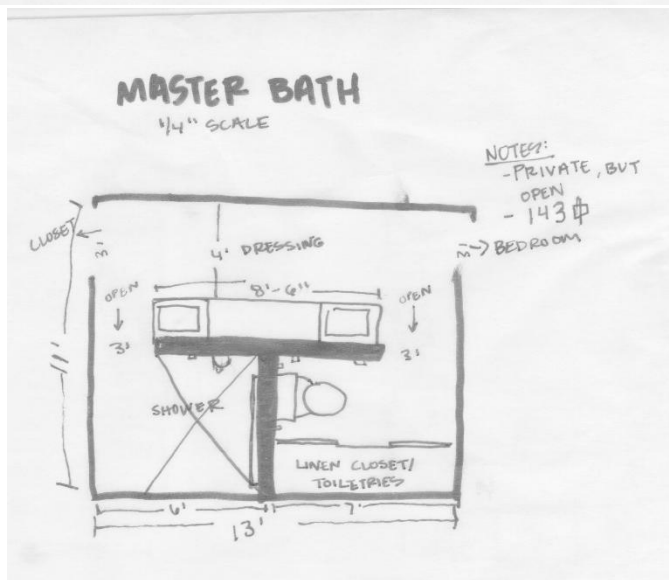 MASTER BATH
1/4" SCALE
NOTES:
- PRIVATE, BUT
OPEN
- 143 ⏍
CLOSET
3'
4' DRESSING
3'
BEDROOM
8'-6"
OPEN
3'
OPEN
3'
11'
SHOWER
LINEN CLOSET/
TOILETRIES
6'
7'
13'